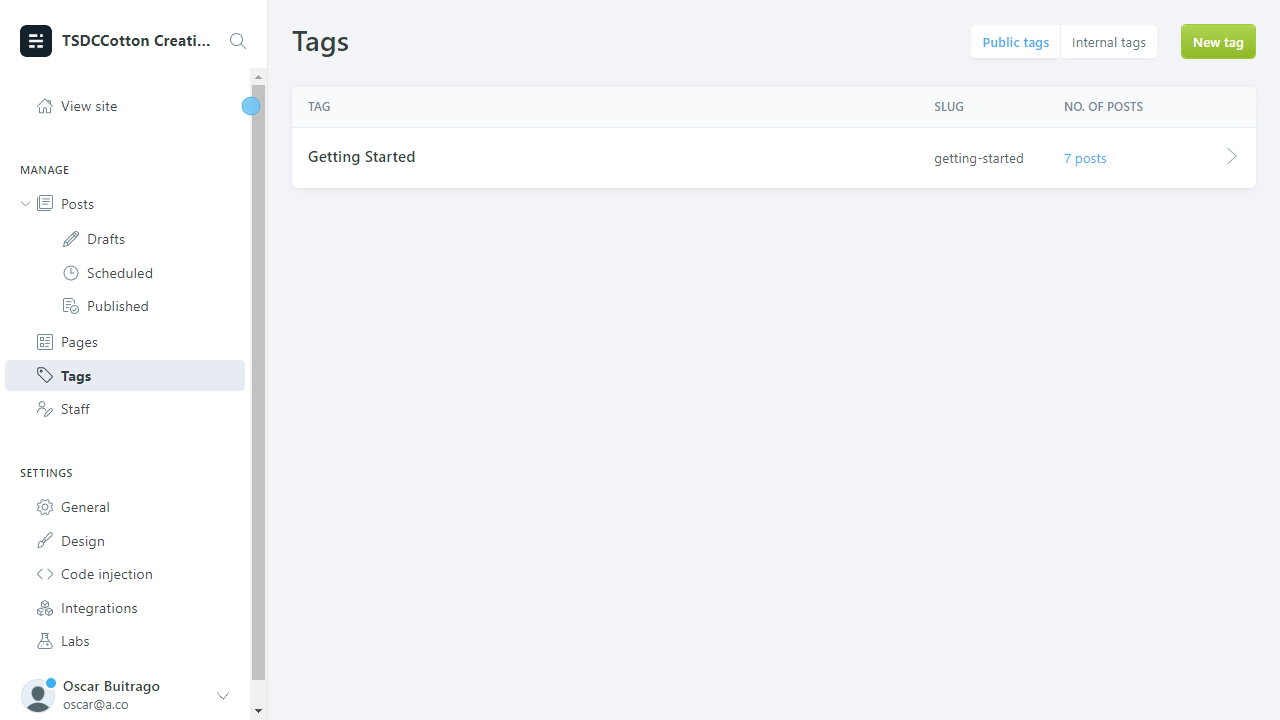 TSDCCotton Creati...
View site
MANAGE
Posts
Drafts
Scheduled
Published
Pages
Tags
Staff
SETTINGS
General
Design
Code injection
Integrations
Labs
Oscar Buitrago
oscar@a.co
Tags
Public tags
Internal tags
New tag
TAG
SLUG
NO. OF POSTS
Getting Started
getting-started
7 posts